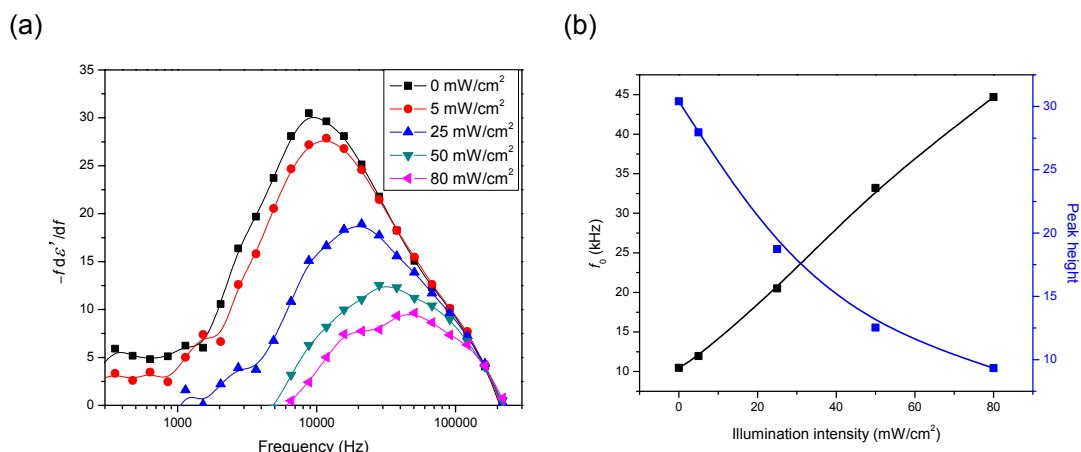 (a)
(b)
35
30
25
20
15
10
5
0
−f dε'/df
0 mW/cm²
5 mW/cm²
25 mW/cm²
50 mW/cm²
80 mW/cm²
1000
10000
100000
Frequency (Hz)
45
40
35
30
25
20
15
10
f₀ (kHz)
0
20
40
60
80
Illumination intensity (mW/cm²)
30
25
20
15
10
Peak height